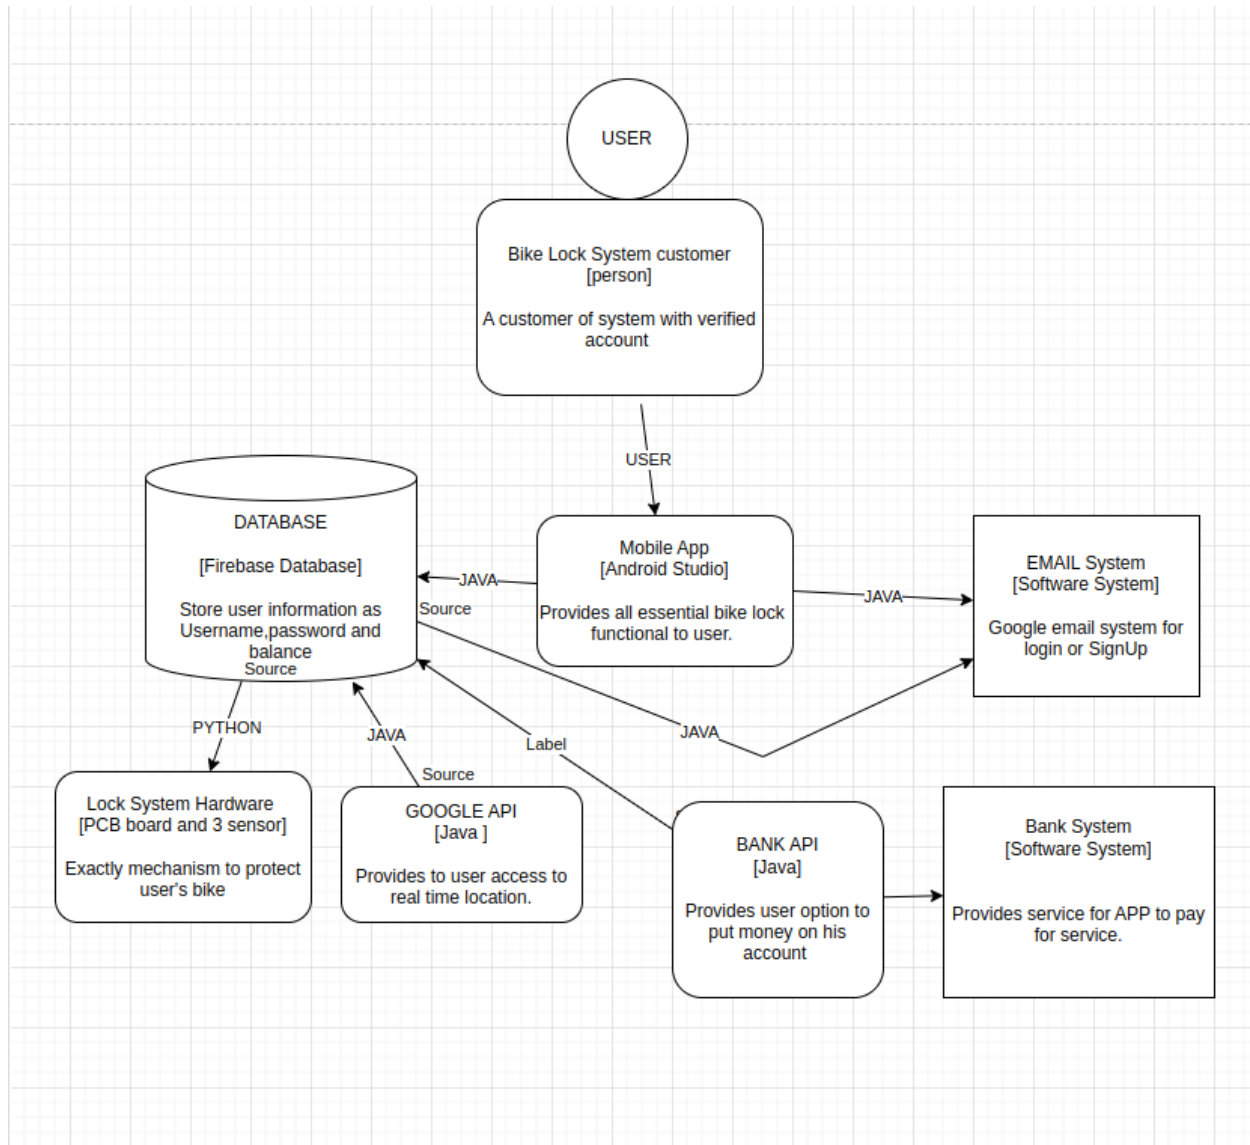 USER
Bike Lock System customer
[person]
A customer of system with verified
account
USER
DATABASE
[Firebase Database]
Store user information as
Username,password and
balance
Source
JAVA
Source
Mobile App
[Android Studio]
Provides all essential bike lock
functional to user.
JAVA
EMAIL System
[Software System]
Google email system for
login or SignUp
PYTHON
JAVA
Source
Label
JAVA
Lock System Hardware
[PCB board and 3 sensor]
Exactly mechanism to protect
user's bike
GOOGLE API
[Java ]
Provides to user access to
real time location.
BANK API
[Java]
Provides user option to
put money on his
account
Bank System
[Software System]
Provides service for APP to pay
for service.